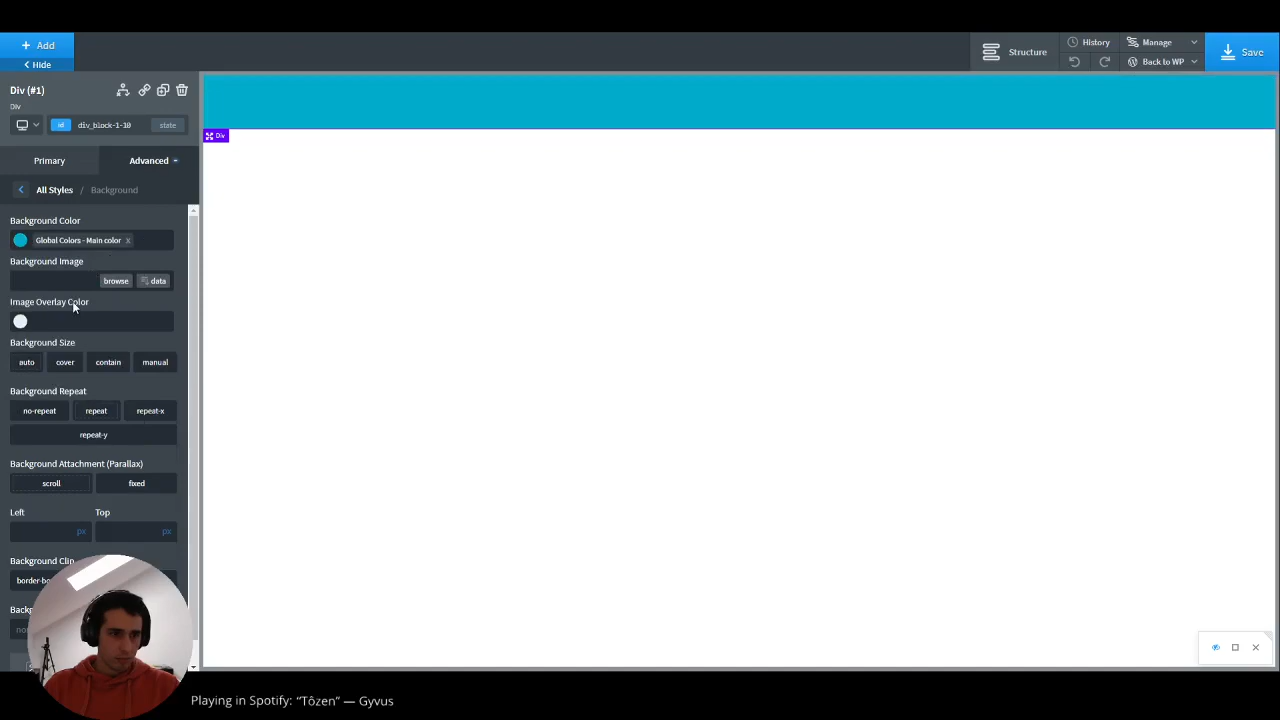 Add
Hide
Structure
History
Manage
Back to WP
Save
Div (#1)
Div
id
div_block-1-10
state
Primary
Advanced
All Styles / Background
Background Color
Global Colors - Main color x
Background Image
browse
data
Image Overlay Color
Background Size
auto
cover
contain
manual
Background Repeat
no-repeat
repeat
repeat-x
repeat-y
Background Attachment (Parallax)
scroll
fixed
Left
Top
px
px
Background Clip
Div
Playing in Spotify: “Tôzen” — Gyvus